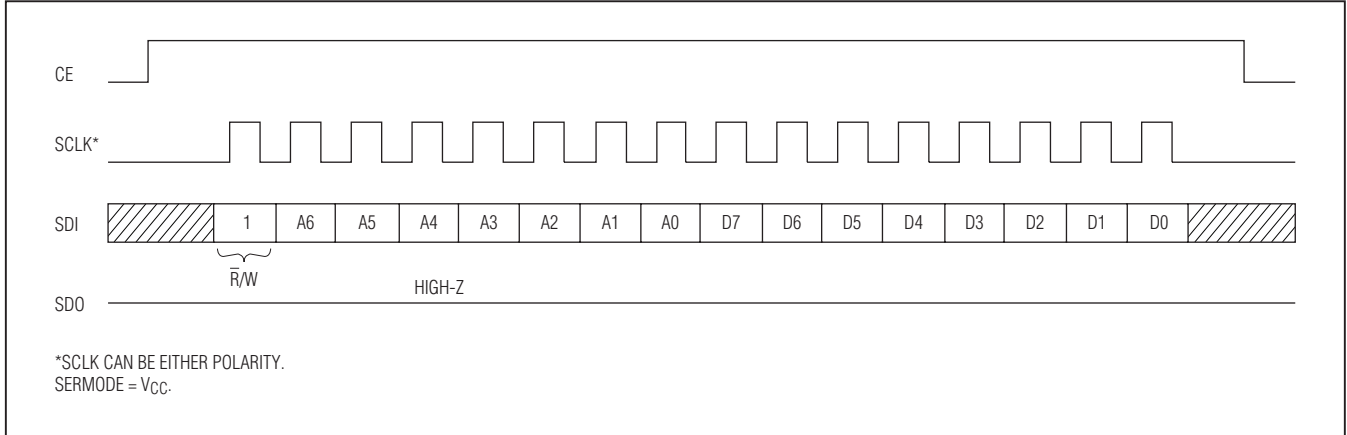 CE
SCLK*
SDI 1 A6 A5 A4 A3 A2 A1 A0 D7 D6 D5 D4 D3 D2 D1 D0
R̅/W
HIGH-Z
SDO
*SCLK CAN BE EITHER POLARITY.
SERMODE = VCC.